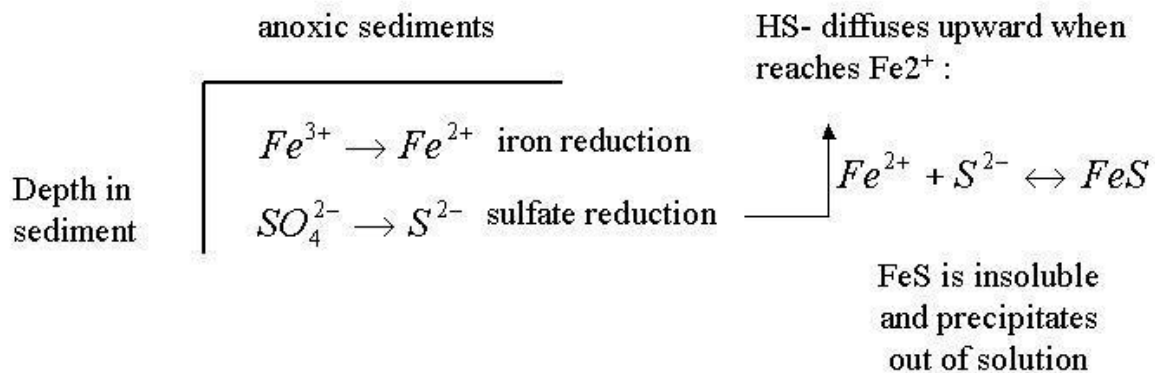 anoxic sediments
HS- diffuses upward when
reaches Fe2⁺ :
Fe³⁺ → Fe²⁺ iron reduction
Depth in
sediment
SO₄²⁻ → S²⁻ sulfate reduction
Fe²⁺ + S²⁻ ↔ FeS
FeS is insoluble
and precipitates
out of solution